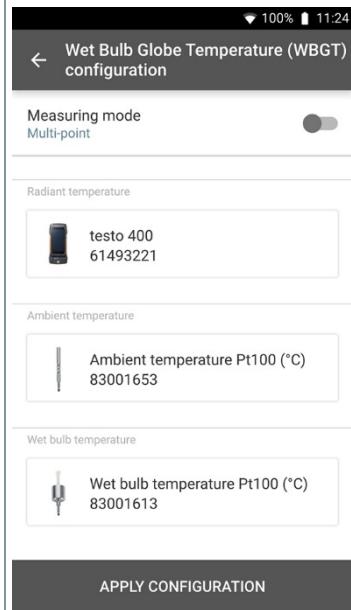 100% 11:24
Wet Bulb Globe Temperature (WBGT)
configuration
Measuring mode
Multi-point
Radiant temperature
testo 400
61493221
Ambient temperature
Ambient temperature Pt100 (°C)
83001653
Wet bulb temperature
Wet bulb temperature Pt100 (°C)
83001613
APPLY CONFIGURATION